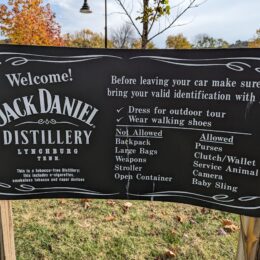 Welcome!
JACK DANIEL
DISTILLERY
LYNCHBURG
TENN.
This is a tobacco-free Distillery;
this includes e-cigarettes,
smokeless tobacco and vapor devices
Before leaving your car make sure
bring your valid identification with
✓ Dress for outdoor tour
✓ Wear walking shoes
Not Allowed
Backpack
Large Bags
Weapons
Stroller
Open Container
Allowed
Purses
Clutch/Wallet
Service Animal
Camera
Baby Sling